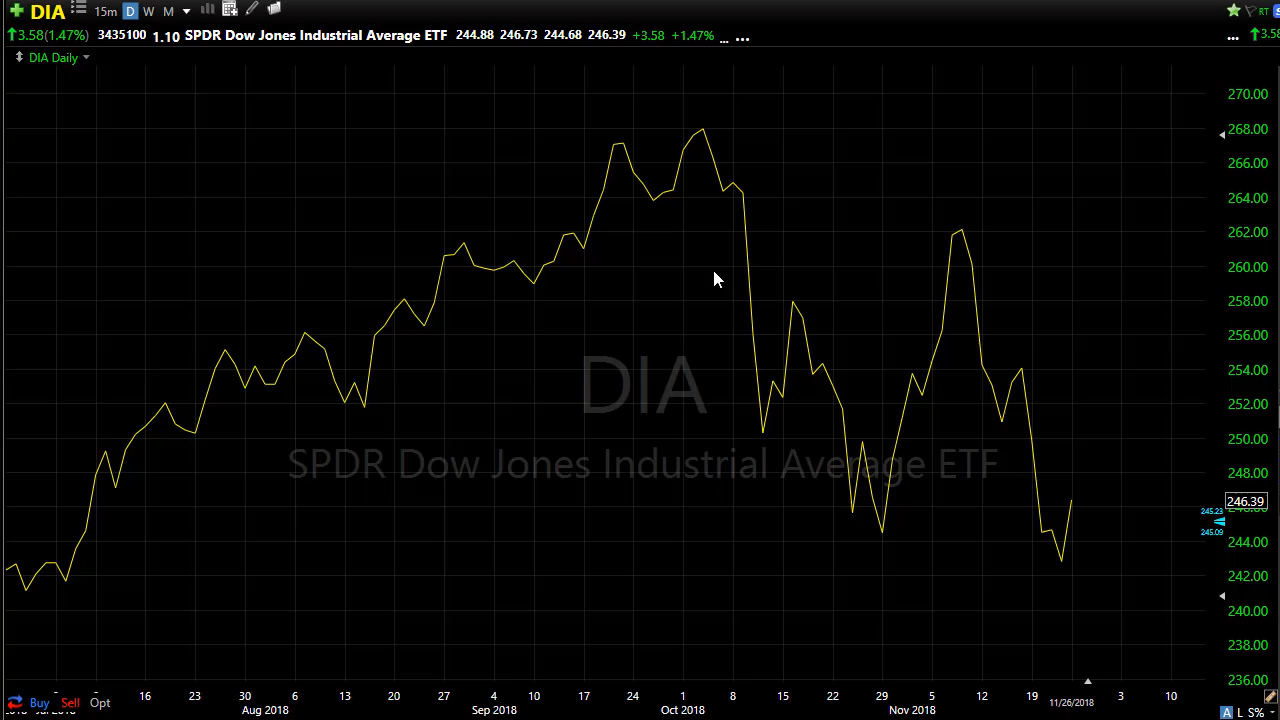 DIA 15m D W M RT
3.58(1.47%) 3435100 1.10 SPDR Dow Jones Industrial Average ETF 244.88 246.73 244.68 246.39 +3.58 +1.47% ... ... ... 3.58
DIA Daily
270.00
268.00
266.00
264.00
262.00
260.00
258.00
256.00
254.00
252.00
250.00
248.00
246.39
245.23
245.09
244.00
242.00
240.00
238.00
236.00
DIA
SPDR Dow Jones Industrial Average ETF
16 23 30 6 13 20 27 4 10 17 24 1 8 15 22 29 5 12 19 3 10
Buy Sell Opt
Aug 2018 Sep 2018 Oct 2018 Nov 2018 11/26/2018
A L S%